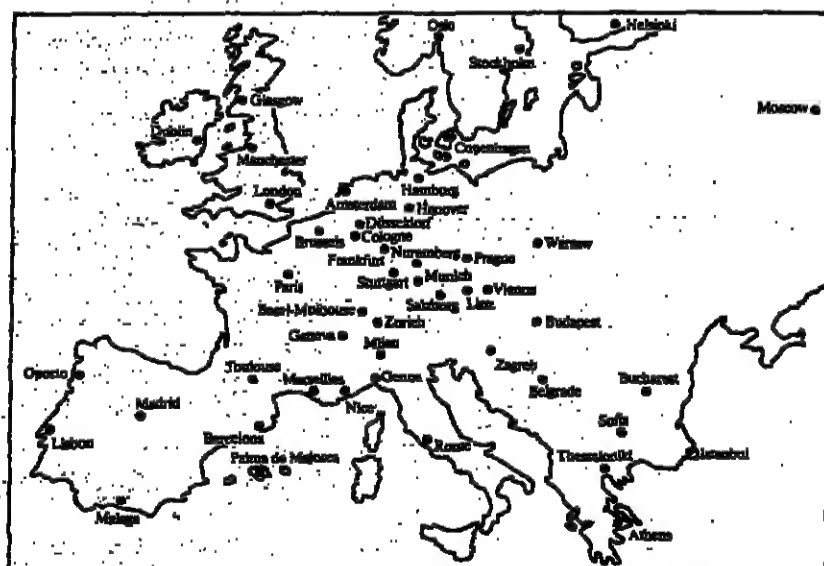 Oslo
Helsinki
Stockholm
Moscow
Glasgow
Dublin
Copenhagen
Manchester
Hamburg
London
Amsterdam
Hanover
Düsseldorf
Brussels
Cologne
Warsaw
Nuremberg
Frankfurt
Prague
Paris
Stuttgart
Munich
Vienna
Salzburg
Linz
Basel-Mulhouse
Zurich
Budapest
Geneva
Milan
Zagreb
Oporto
Toulouse
Marseilles
Genoa
Belgrade
Bucharest
Nice
Madrid
Sofia
Lisbon
Barcelona
Rome
Palma de Majorca
Thessaloniki
Istanbul
Malaga
Athens